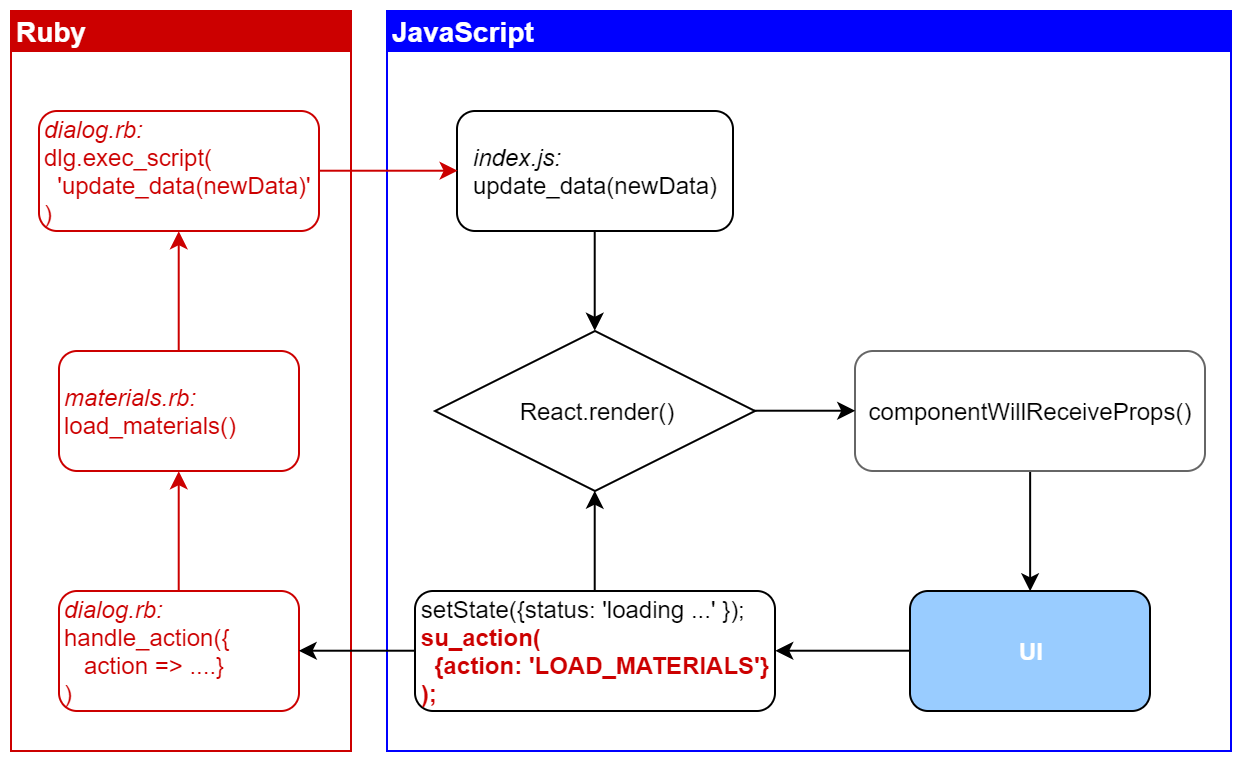 Ruby
dialog.rb:
dlg.exec_script(
'update_data(newData)'
)
materials.rb:
load_materials()
dialog.rb:
handle_action({
action => ....}
)
JavaScript
index.js:
update_data(newData)
React.render()
componentWillReceiveProps()
setState({status: 'loading ...' });
su_action(
{action: 'LOAD_MATERIALS'}
);
UI